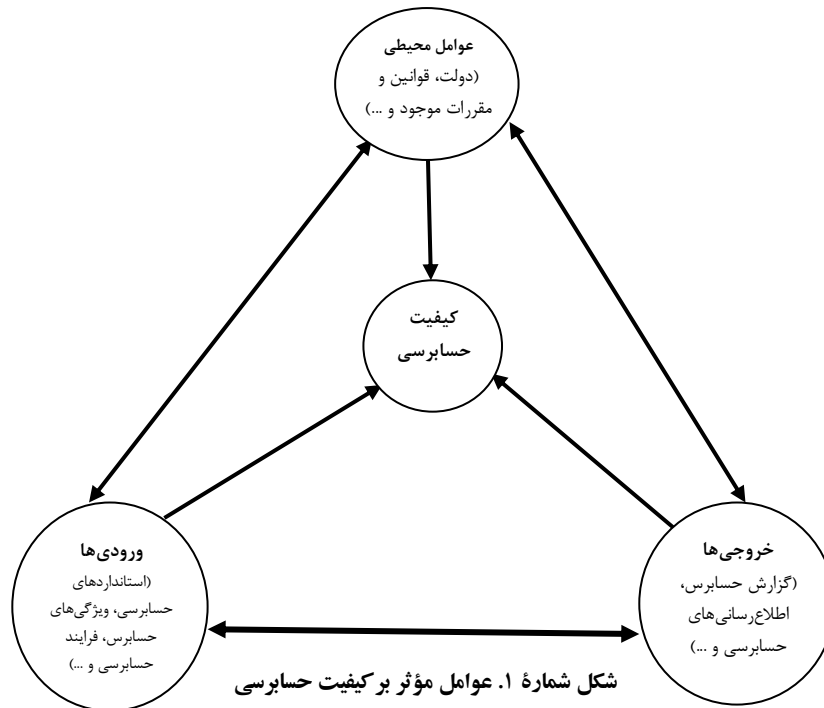 عوامل محیطی
(دولت، قوانین و
مقررات موجود و ...)
کیفیت
حسابرسی
خروجی‌ها
(گزارش حسابرس،
اطلاع‌رسانی‌های
حسابرسی و ...)
ورودی‌ها
(استانداردهای
حسابرسی، ویژگی‌های
حسابرس، فرایند
حسابرسی و ...)
شکل شمارۀ ۱. عوامل مؤثر بر کیفیت حسابرسی